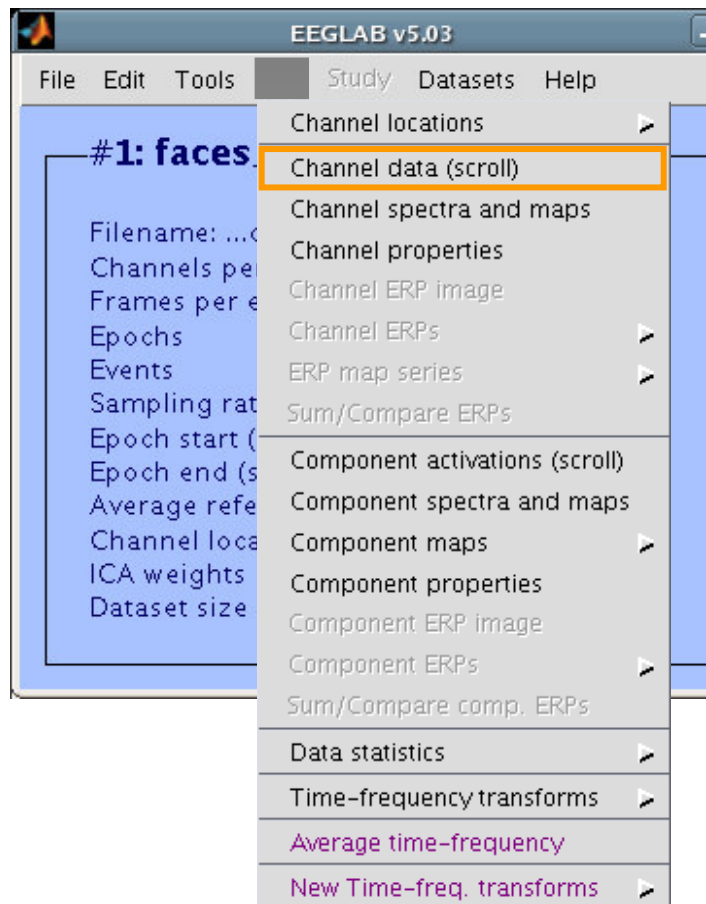 EEGLAB v5.03
File Edit Tools Study Datasets Help
#1: faces_
Filename: ...
Channels pe
Frames per e
Epochs
Events
Sampling rat
Epoch start (
Epoch end (s
Average refe
Channel loca
ICA weights
Dataset size
Channel locations
Channel data (scroll)
Channel spectra and maps
Channel properties
Channel ERP image
Channel ERPs
ERP map series
Sum/Compare ERPs
Component activations (scroll)
Component spectra and maps
Component maps
Component properties
Component ERP image
Component ERPs
Sum/Compare comp. ERPs
Data statistics
Time-frequency transforms
Average time-frequency
New Time-freq. transforms